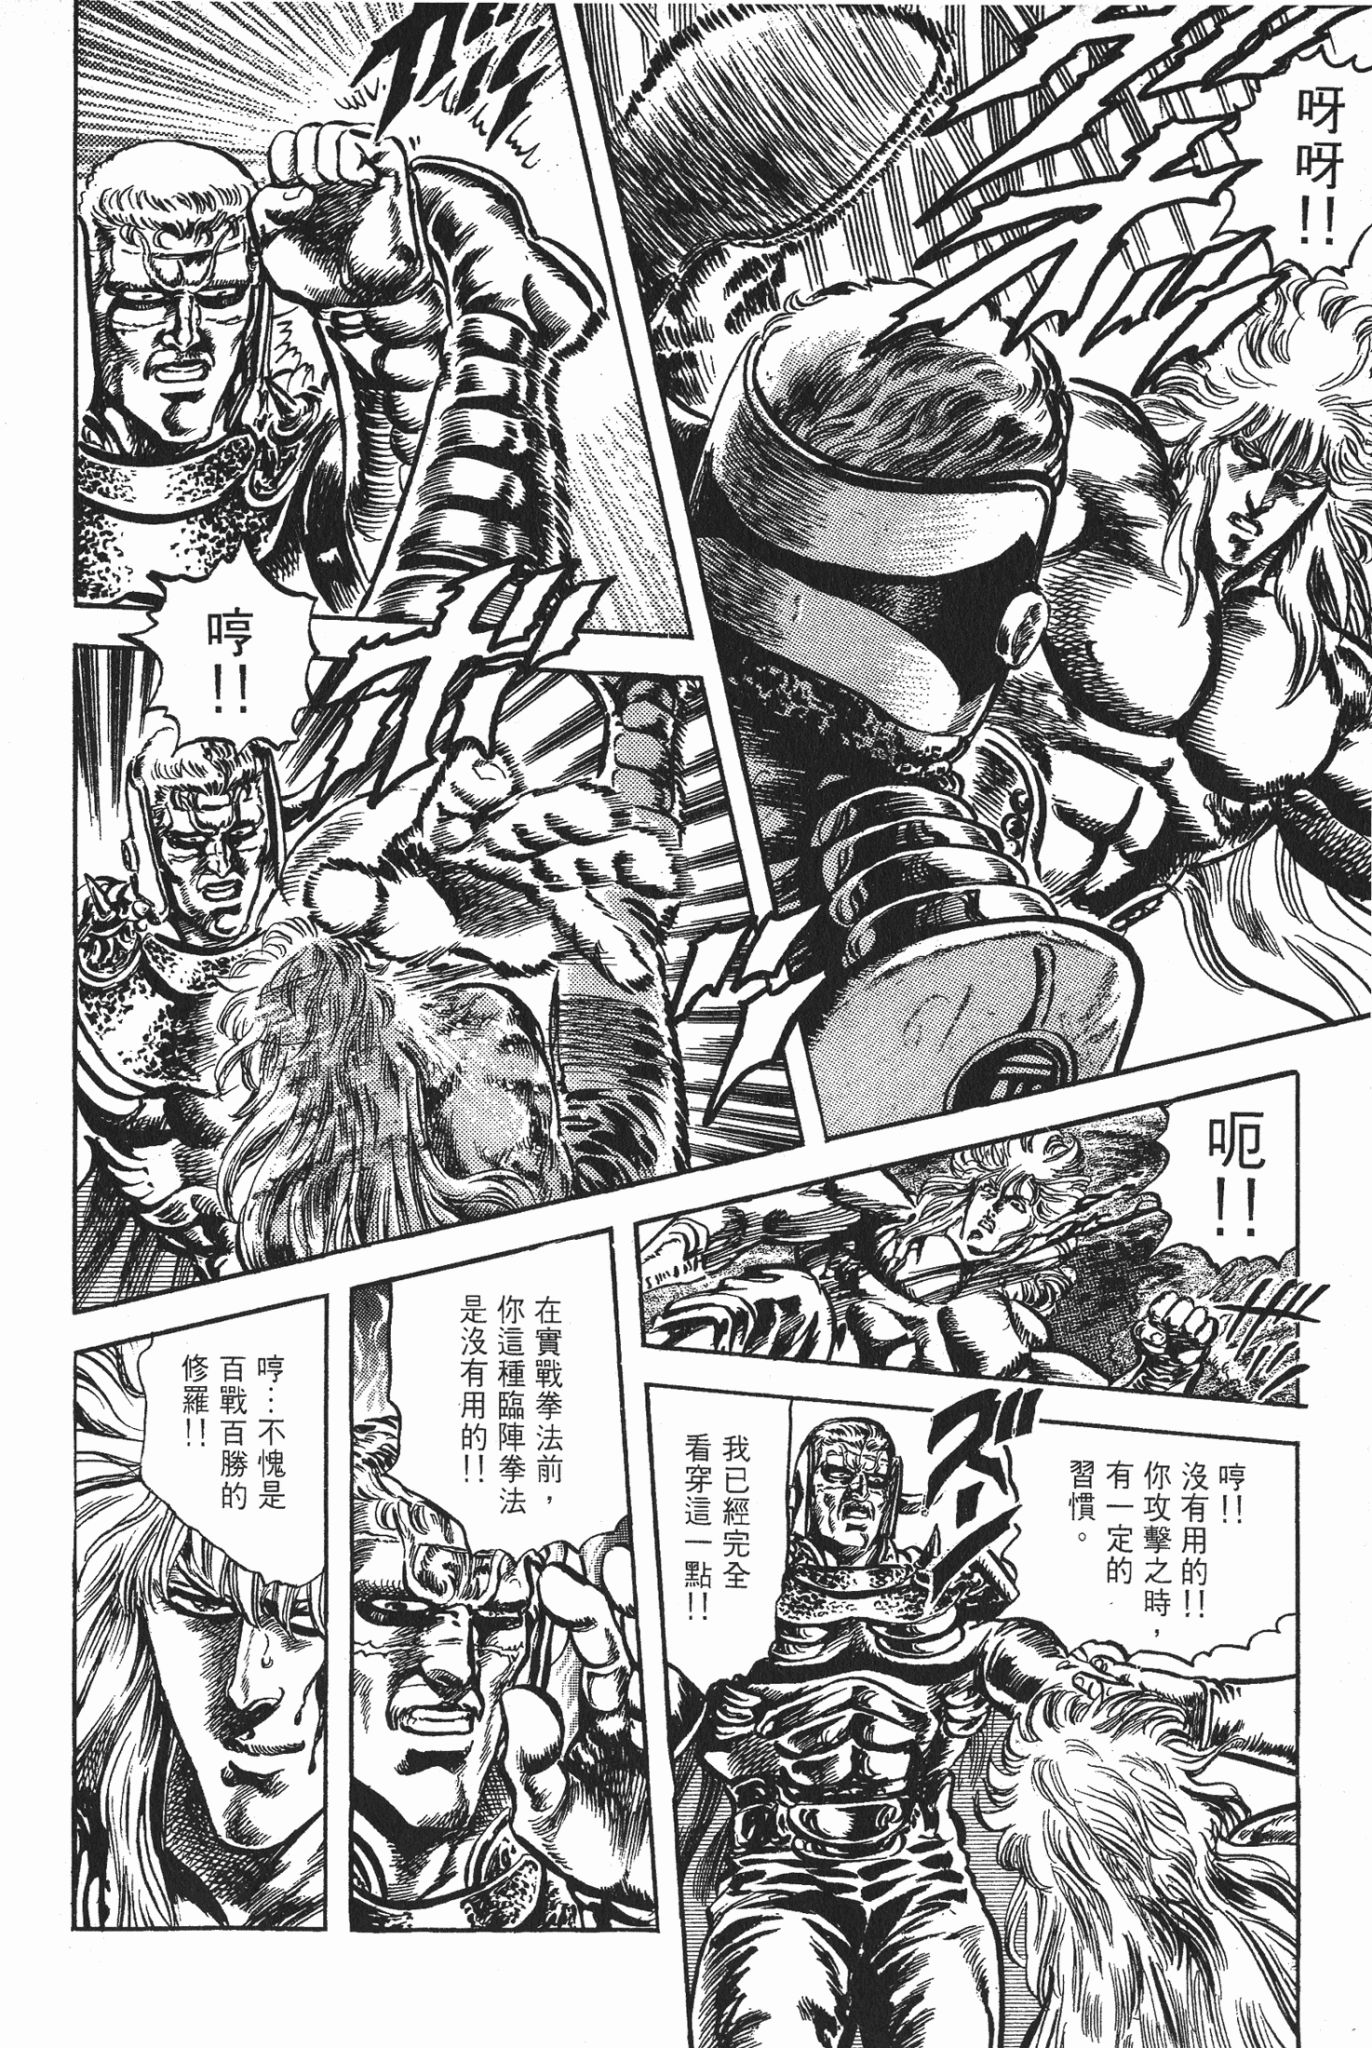 呀呀!!
哼!!
呃!!
哼!!
沒有用的!!
你攻擊之時，
有一定的
習慣。
我已經完全
看穿這一點!!
在實戰拳法前，
你這種臨陣拳法
是沒有用的!!
哼…不愧是
百戰百勝的
修羅!!